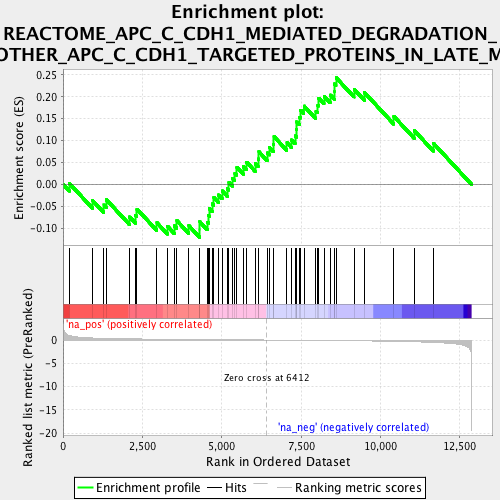 Enrichment plot:
REACTOME_APC_C_CDH1_MEDIATED_DEGRADATION_
OTHER_APC_C_CDH1_TARGETED_PROTEINS_IN_LATE_M
Enrichment score (ES)
0.25
0.20
0.15
0.10
0.05
0.00
-0.05
-0.10
'na_pos' (positively correlated)
Ranked list metric (PreRanked)
0
-5
-10
-15
-20
Zero cross at 6412
'na_neg' (negatively correlated)
0
2,500
5,000
7,500
10,000
12,500
Rank in Ordered Dataset
Enrichment profile
Hits
Ranking metric scores